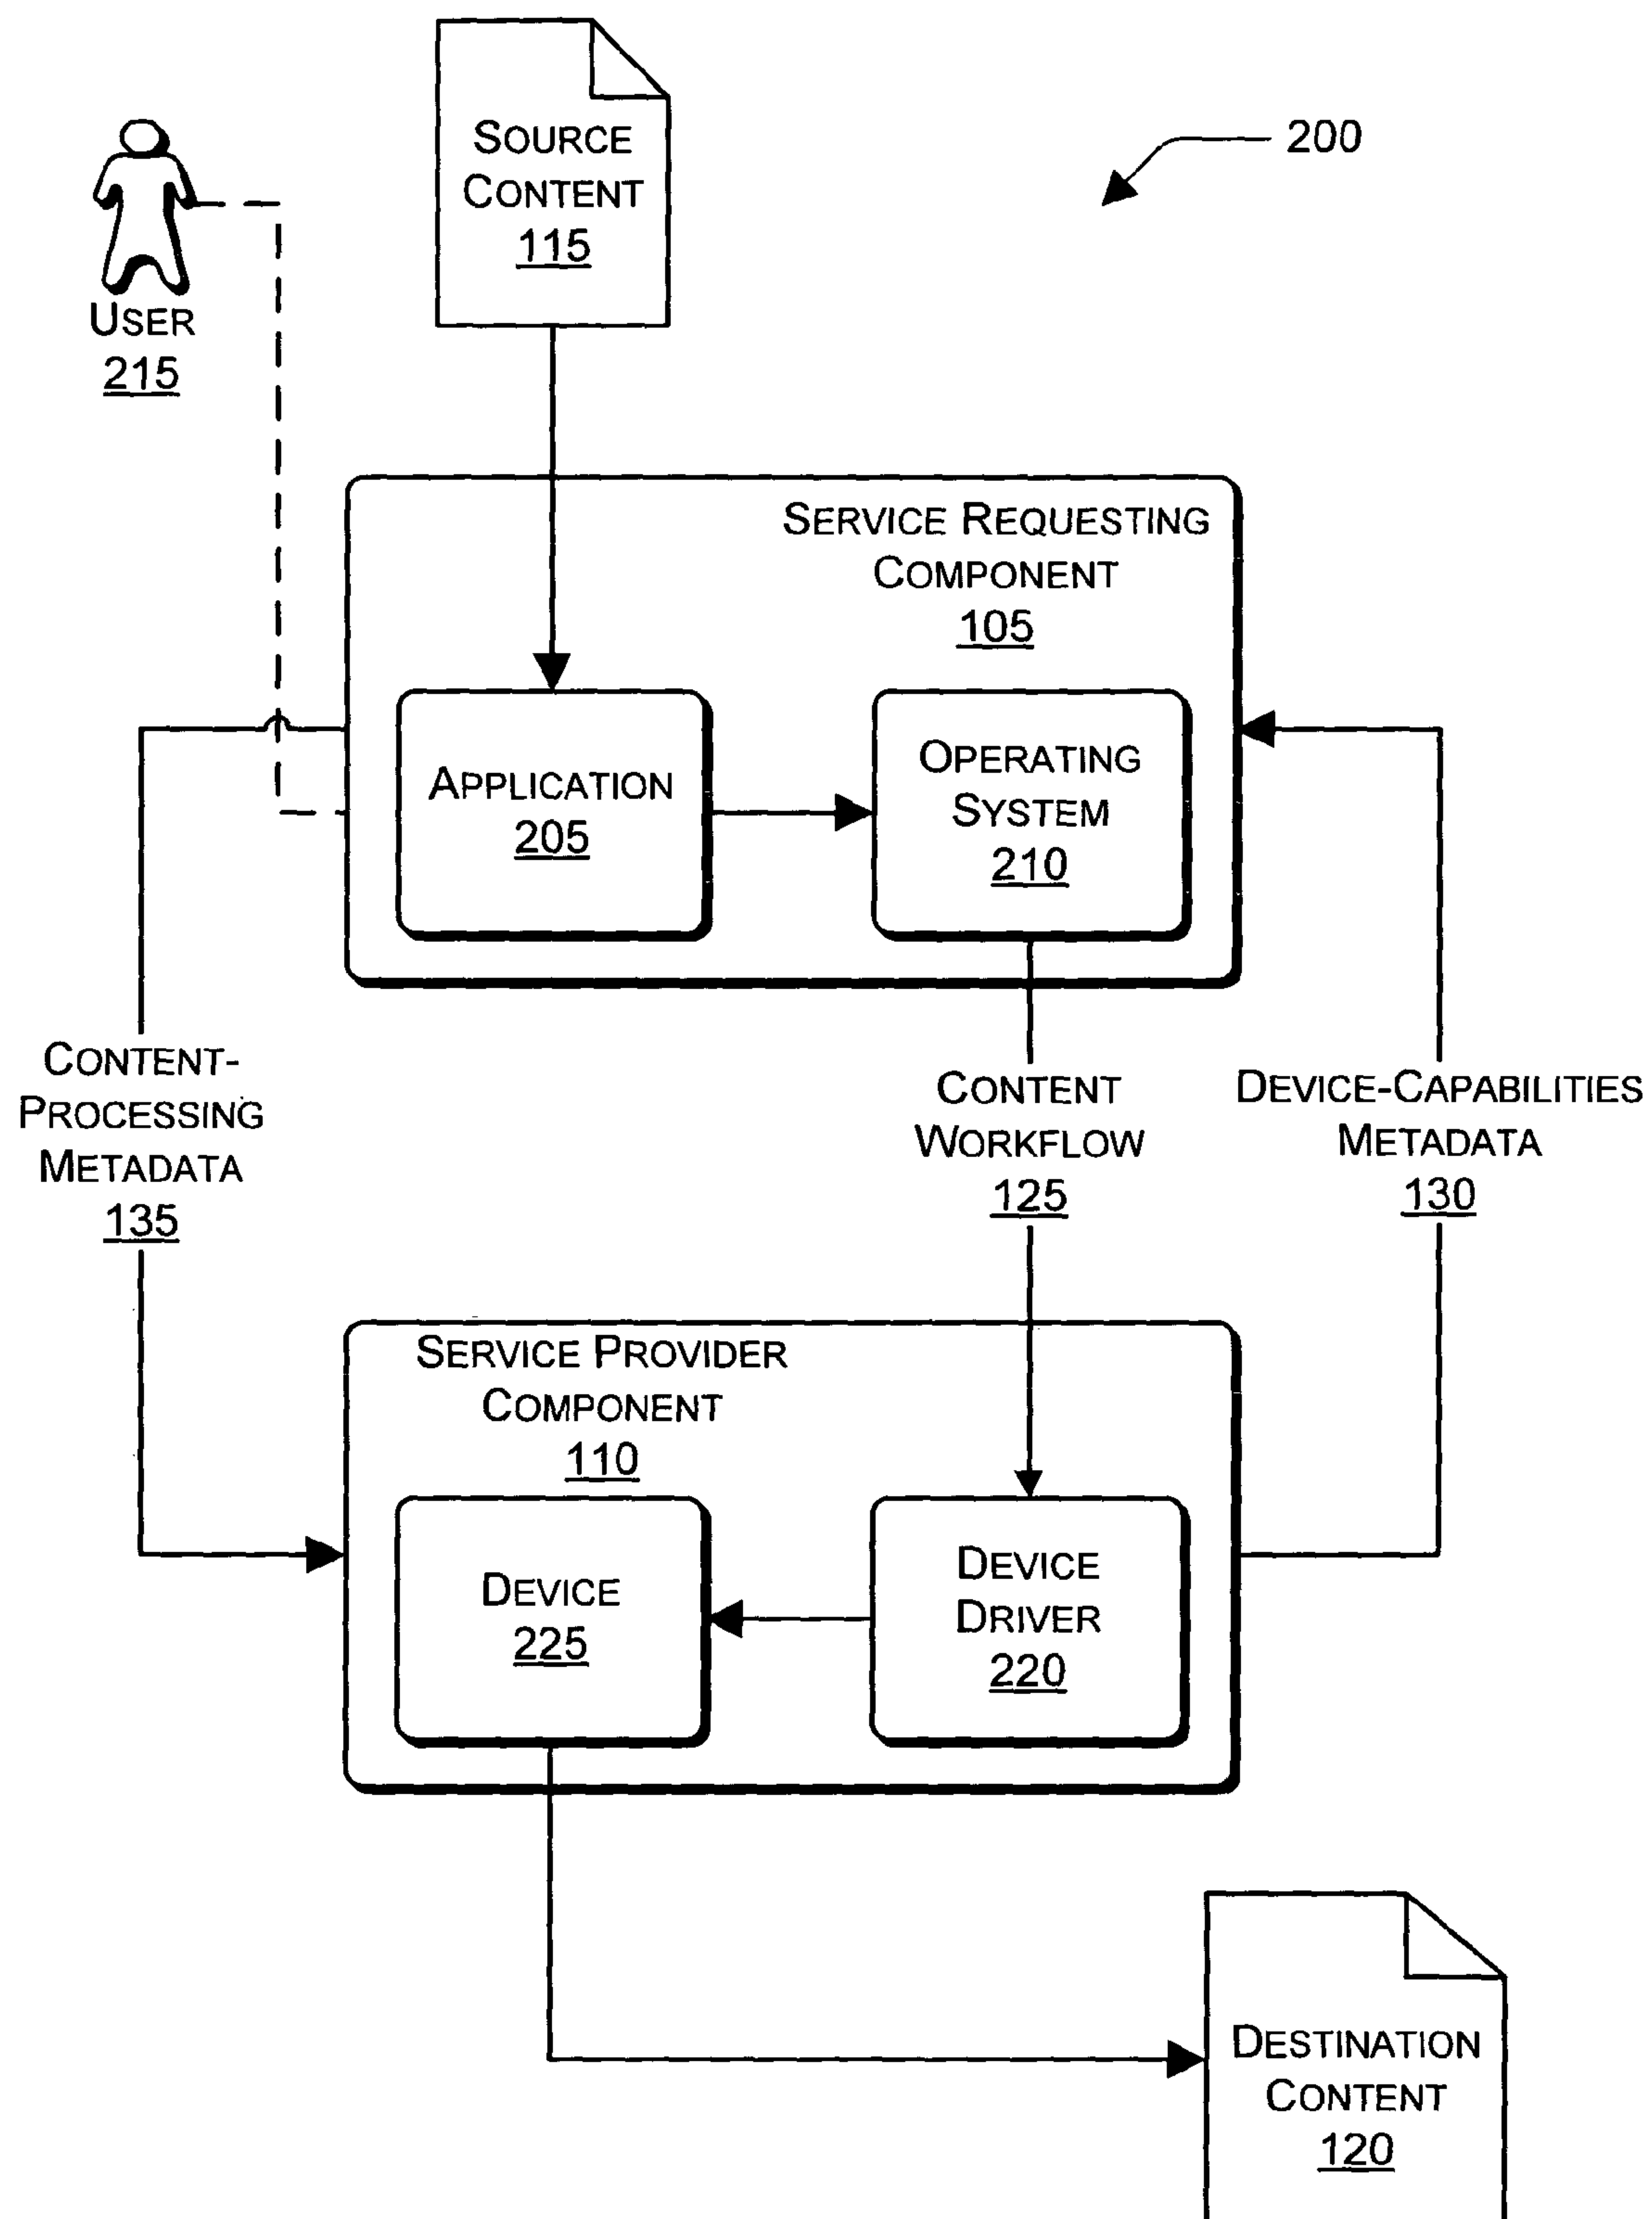 SOURCE
CONTENT
115
200
USER
215
SERVICE REQUESTING
COMPONENT
105
APPLICATION
205
OPERATING
SYSTEM
210
CONTENT-
PROCESSING
METADATA
135
CONTENT
WORKFLOW
125
DEVICE-CAPABILITIES
METADATA
130
SERVICE PROVIDER
COMPONENT
110
DEVICE
225
DEVICE
DRIVER
220
DESTINATION
CONTENT
120